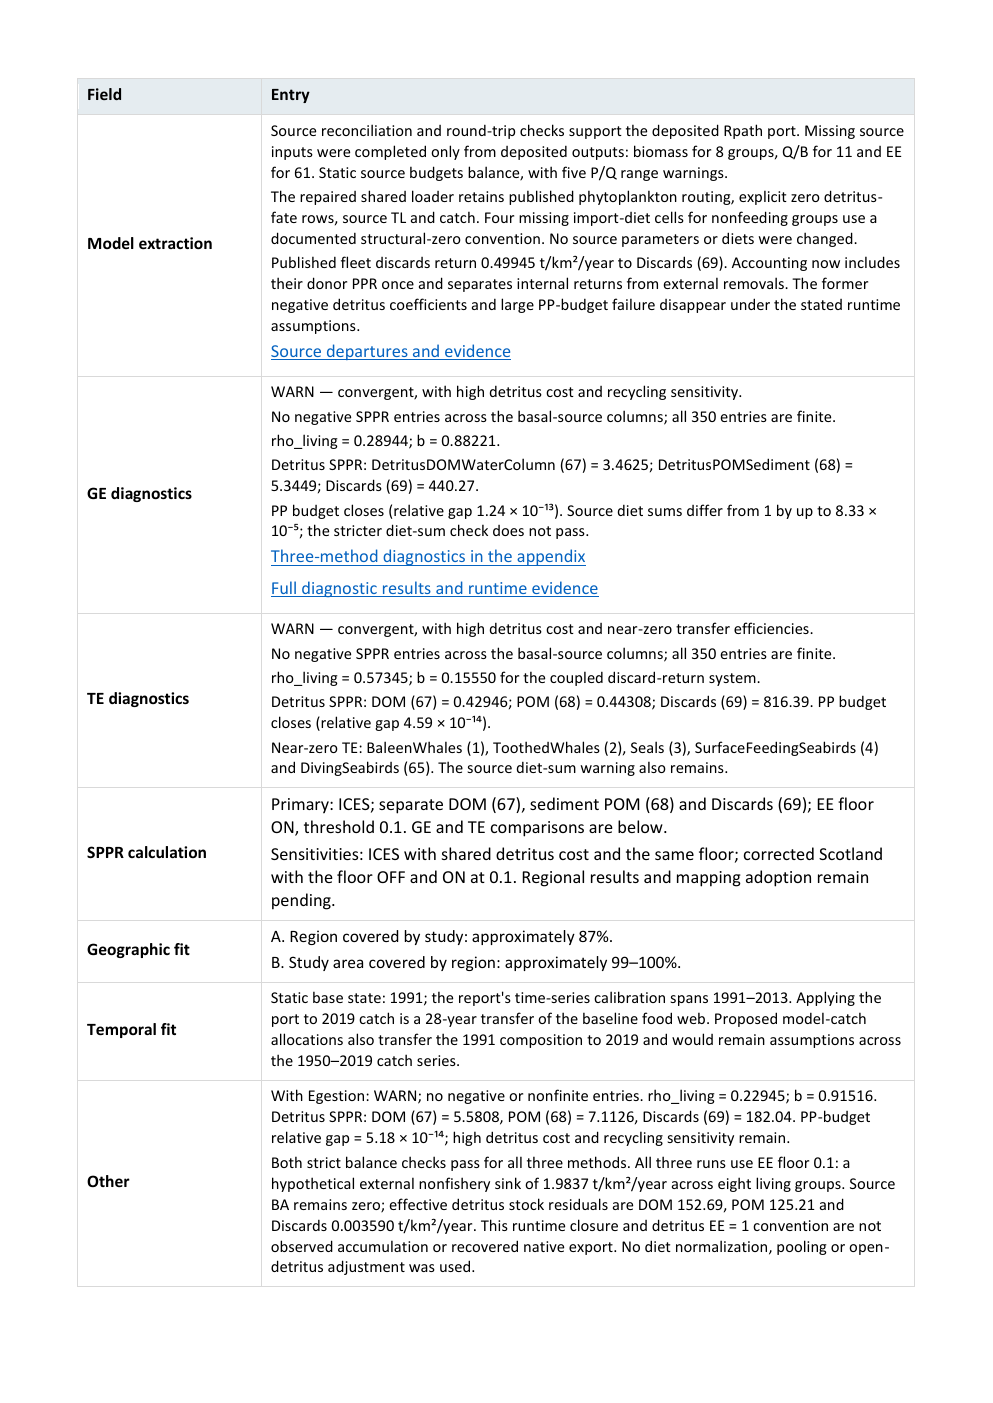 Field
Entry
Model extraction
Source reconciliation and round-trip checks support the deposited Rpath port. Missing source
inputs were completed only from deposited outputs: biomass for 8 groups, Q/B for 11 and EE
for 61. Static source budgets balance, with five P/Q range warnings.
The repaired shared loader retains published phytoplankton routing, explicit zero detritus-
fate rows, source TL and catch. Four missing import-diet cells for nonfeeding groups use a
documented structural-zero convention. No source parameters or diets were changed.
Published fleet discards return 0.49945 t/km²/year to Discards (69). Accounting now includes
their donor PPR once and separates internal returns from external removals. The former
negative detritus coefficients and large PP-budget failure disappear under the stated runtime
assumptions.
Source departures and evidence
GE diagnostics
WARN — convergent, with high detritus cost and recycling sensitivity.
No negative SPPR entries across the basal-source columns; all 350 entries are finite.
rho_living = 0.28944; b = 0.88221.
Detritus SPPR: DetritusDOMWaterColumn (67) = 3.4625; DetritusPOMSediment (68) =
5.3449; Discards (69) = 440.27.
PP budget closes (relative gap 1.24 × 10⁻¹³). Source diet sums differ from 1 by up to 8.33 ×
10⁻⁵; the stricter diet-sum check does not pass.
Three-method diagnostics in the appendix
Full diagnostic results and runtime evidence
TE diagnostics
WARN — convergent, with high detritus cost and near-zero transfer efficiencies.
No negative SPPR entries across the basal-source columns; all 350 entries are finite.
rho_living = 0.57345; b = 0.15550 for the coupled discard-return system.
Detritus SPPR: DOM (67) = 0.42946; POM (68) = 0.44308; Discards (69) = 816.39. PP budget
closes (relative gap 4.59 × 10⁻¹⁴).
Near-zero TE: BaleenWhales (1), ToothedWhales (2), Seals (3), SurfaceFeedingSeabirds (4)
and DivingSeabirds (65). The source diet-sum warning also remains.
SPPR calculation
Primary: ICES; separate DOM (67), sediment POM (68) and Discards (69); EE floor
ON, threshold 0.1. GE and TE comparisons are below.
Sensitivities: ICES with shared detritus cost and the same floor; corrected Scotland
with the floor OFF and ON at 0.1. Regional results and mapping adoption remain
pending.
Geographic fit
A. Region covered by study: approximately 87%.
B. Study area covered by region: approximately 99–100%.
Temporal fit
Static base state: 1991; the report's time-series calibration spans 1991–2013. Applying the
port to 2019 catch is a 28-year transfer of the baseline food web. Proposed model-catch
allocations also transfer the 1991 composition to 2019 and would remain assumptions across
the 1950–2019 catch series.
Other
With Egestion: WARN; no negative or nonfinite entries. rho_living = 0.22945; b = 0.91516.
Detritus SPPR: DOM (67) = 5.5808, POM (68) = 7.1126, Discards (69) = 182.04. PP-budget
relative gap = 5.18 × 10⁻¹⁴; high detritus cost and recycling sensitivity remain.
Both strict balance checks pass for all three methods. All three runs use EE floor 0.1: a
hypothetical external nonfishery sink of 1.9837 t/km²/year across eight living groups. Source
BA remains zero; effective detritus stock residuals are DOM 152.69, POM 125.21 and
Discards 0.003590 t/km²/year. This runtime closure and detritus EE = 1 convention are not
observed accumulation or recovered native export. No diet normalization, pooling or open-
detritus adjustment was used.